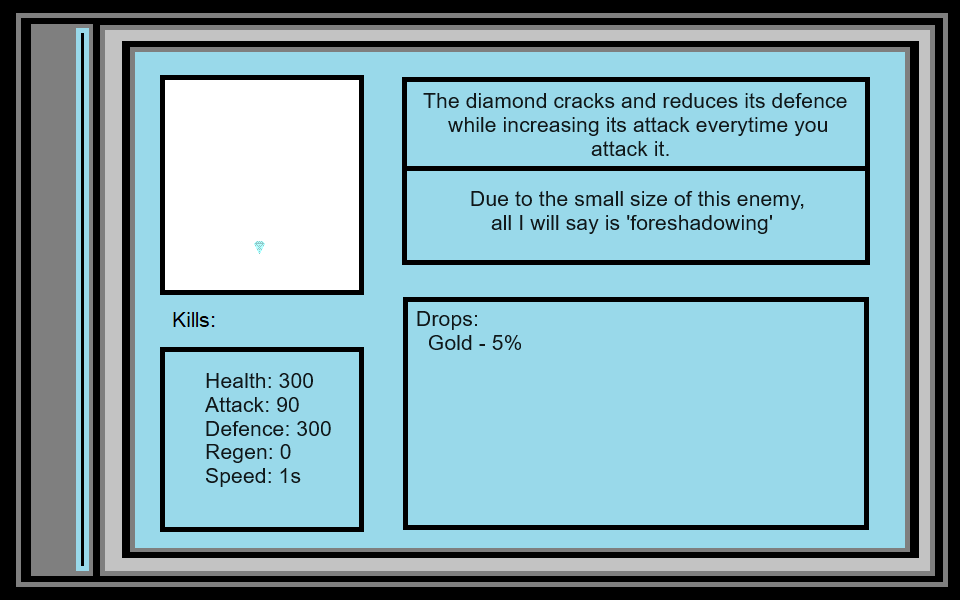 The diamond cracks and reduces its defence
while increasing its attack everytime you
attack it.
Due to the small size of this enemy,
all I will say is 'foreshadowing'
Kills:
Health: 300
Attack: 90
Defence: 300
Regen: 0
Speed: 1s
Drops:
Gold - 5%